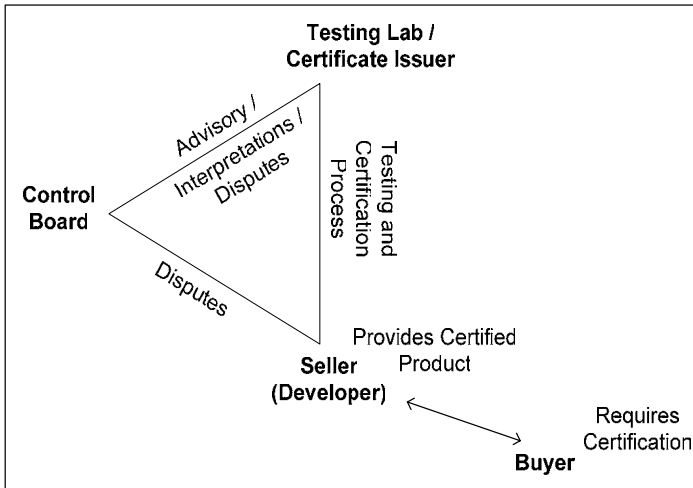 Testing Lab /
Certificate Issuer
Advisory /
Interpretations /
Disputes
Testing and
Certification
Process
Control
Board
Disputes
Provides Certified
Product
Seller
(Developer)
Requires
Certification
Buyer